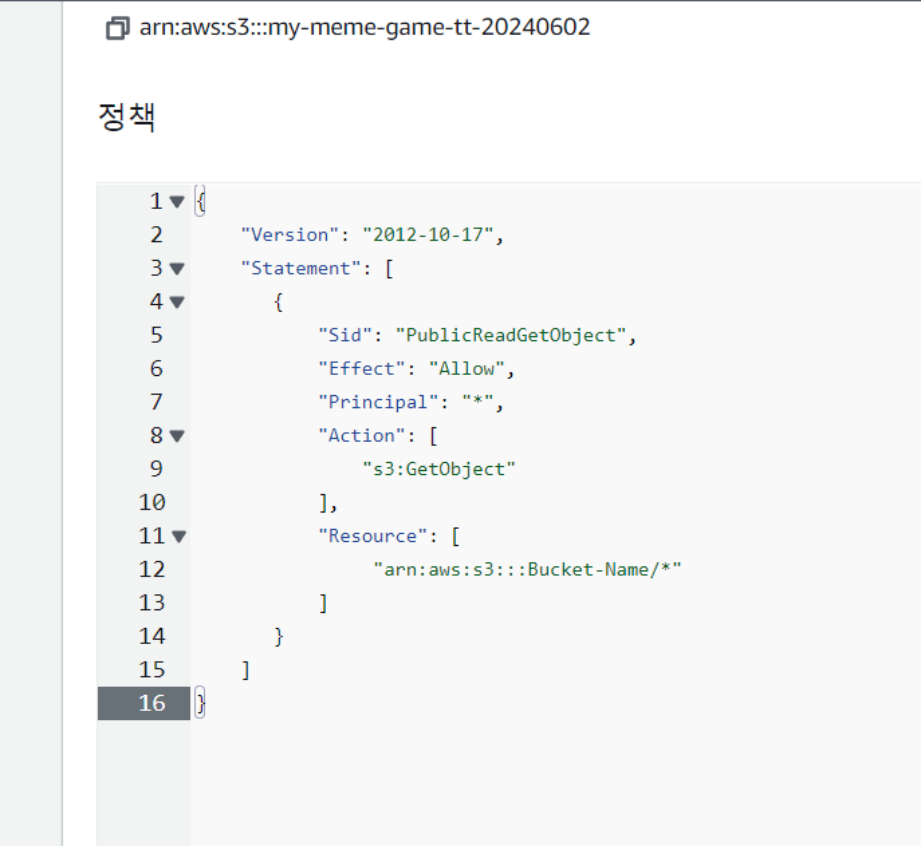 arn:aws:s3:::my-meme-game-tt-20240602
정책
1 {
2 "Version": "2012-10-17",
3 "Statement": [
4 {
5 "Sid": "PublicReadGetObject",
6 "Effect": "Allow",
7 "Principal": "*",
8 "Action": [
9 "s3:GetObject"
10 ],
11 "Resource": [
12 "arn:aws:s3:::Bucket-Name/*"
13 ]
14 }
15 ]
16 }